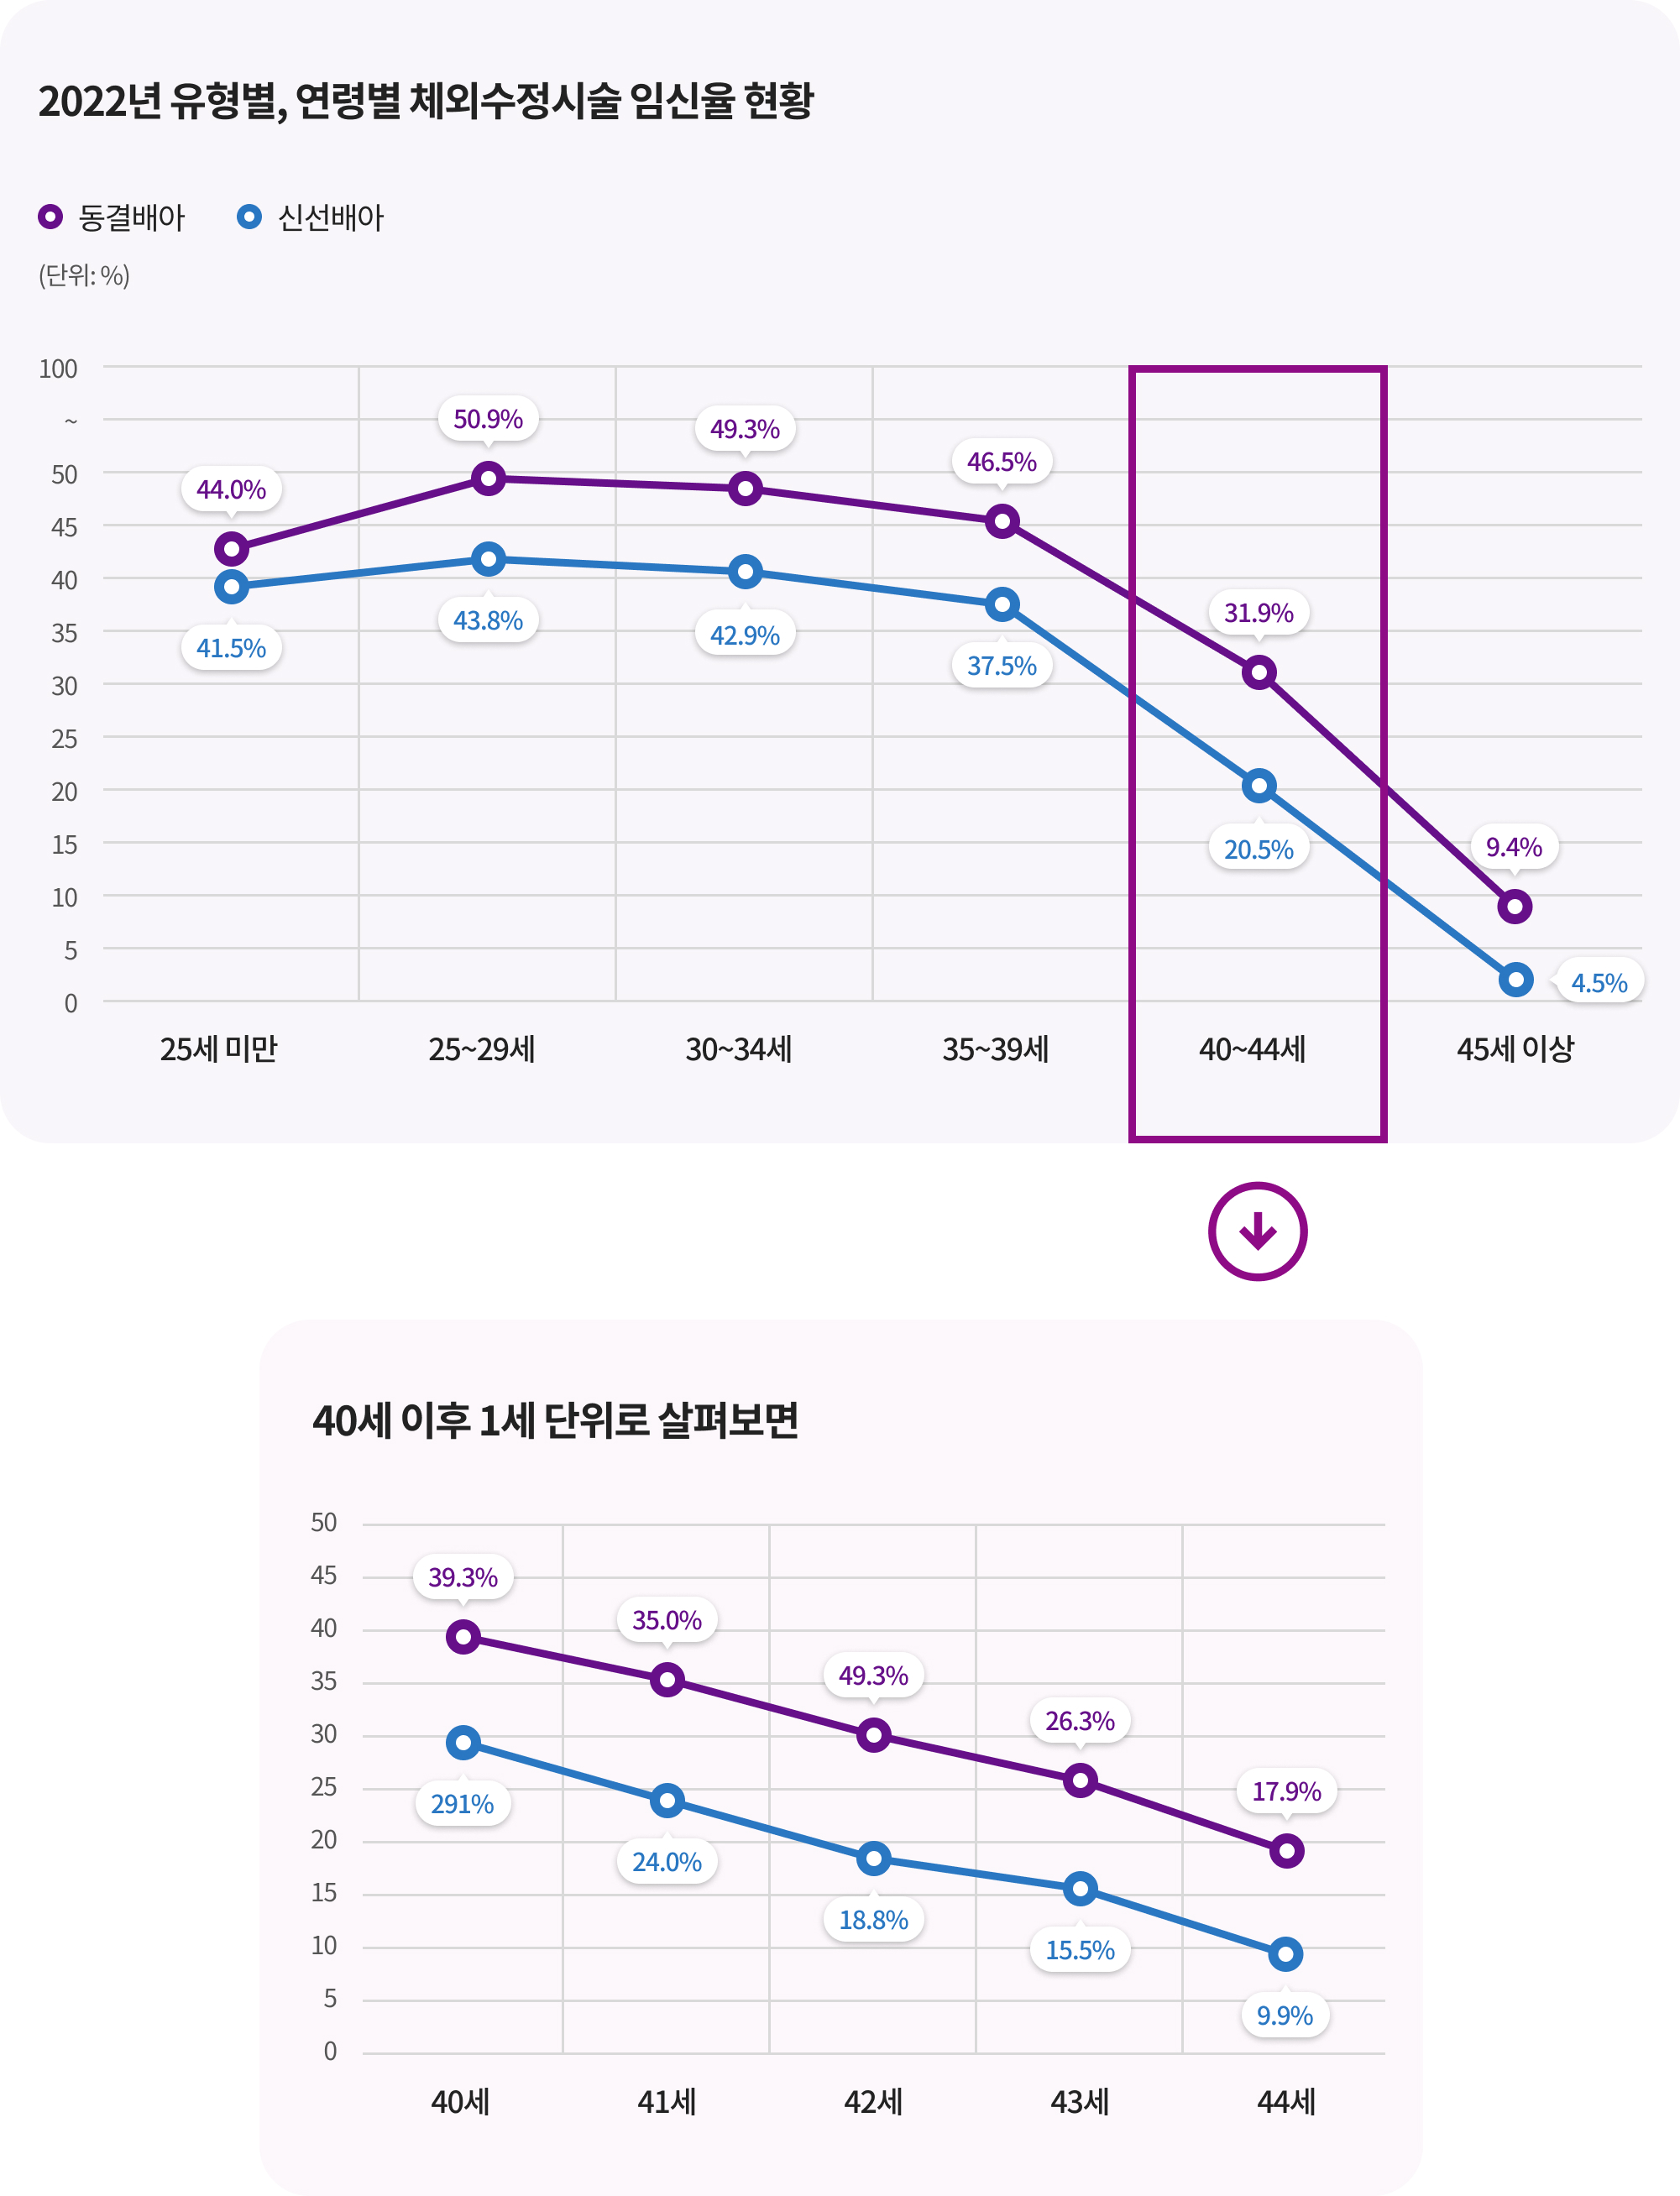 2022년 유형별, 연령별 체외수정시술 임신율 현황
동결배아 신선배아
(단위: %)
100
~
50
45
40
35
30
25
20
15
10
5
0
44.0% 50.9% 49.3% 46.5% 31.9% 9.4%
41.5% 43.8% 42.9% 37.5% 20.5% 4.5%
25세 미만 25~29세 30~34세 35~39세 40~44세 45세 이상
40세 이후 1세 단위로 살펴보면
50
45
40
35
30
25
20
15
10
5
0
39.3% 35.0% 49.3% 26.3% 17.9%
291% 24.0% 18.8% 15.5% 9.9%
40세 41세 42세 43세 44세